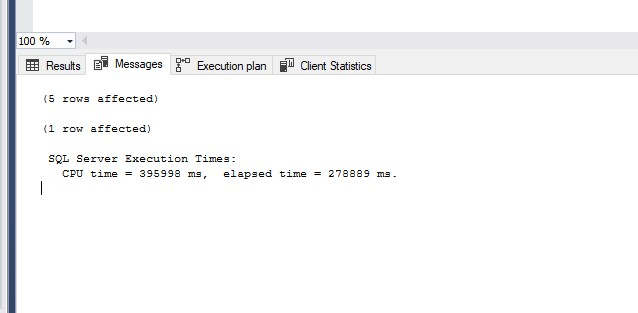 100 %
Results Messages Execution plan Client Statistics
(5 rows affected)
(1 row affected)
SQL Server Execution Times:
CPU time = 395998 ms, elapsed time = 278889 ms.